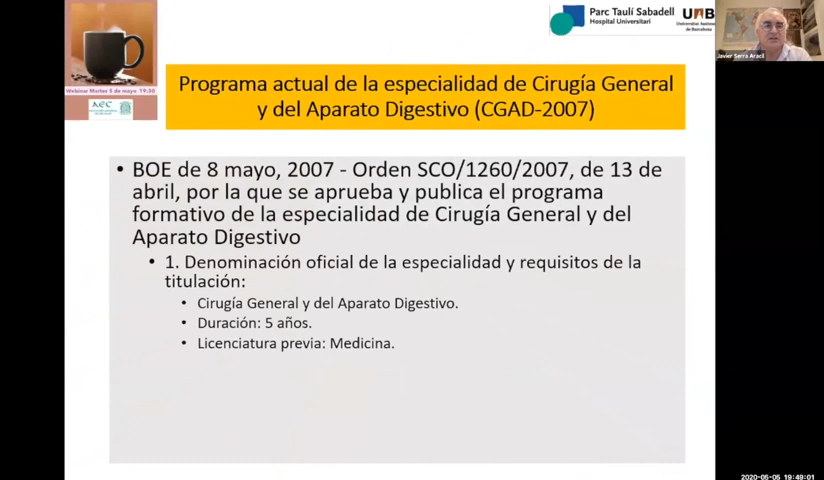 Webinar Martes 5 de mayo 19:30
AEC
Parc Taulí Sabadell
Hospital Universitari
UAB
Universitat Autònoma
de Barcelona
Javier Serra Aracil
Programa actual de la especialidad de Cirugía General
y del Aparato Digestivo (CGAD-2007)
• BOE de 8 mayo, 2007 - Orden SCO/1260/2007, de 13 de
abril, por la que se aprueba y publica el programa
formativo de la especialidad de Cirugía General y del
Aparato Digestivo
• 1. Denominación oficial de la especialidad y requisitos de la
titulación:
• Cirugía General y del Aparato Digestivo.
• Duración: 5 años.
• Licenciatura previa: Medicina.
2020-05-05 19:49:01